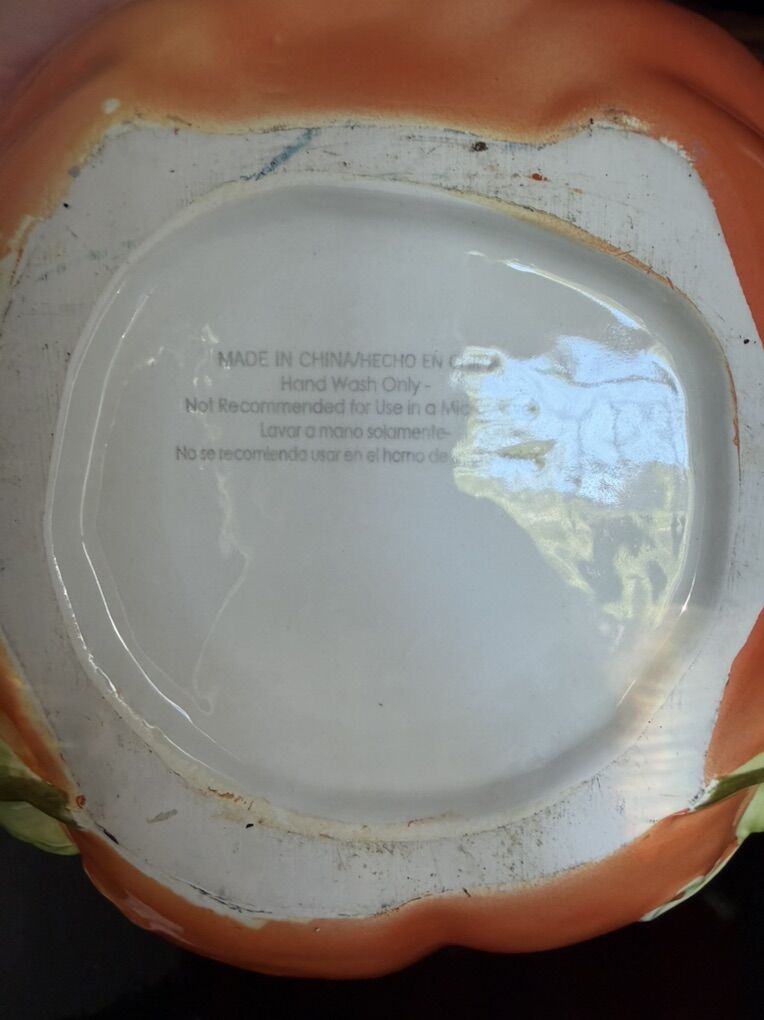 MADE IN CHINA/HECHO EN CHINA
Hand Wash Only -
Not Recommended for Use in a
Lavar a mano solamente-
No se recomienda usar en el horno de